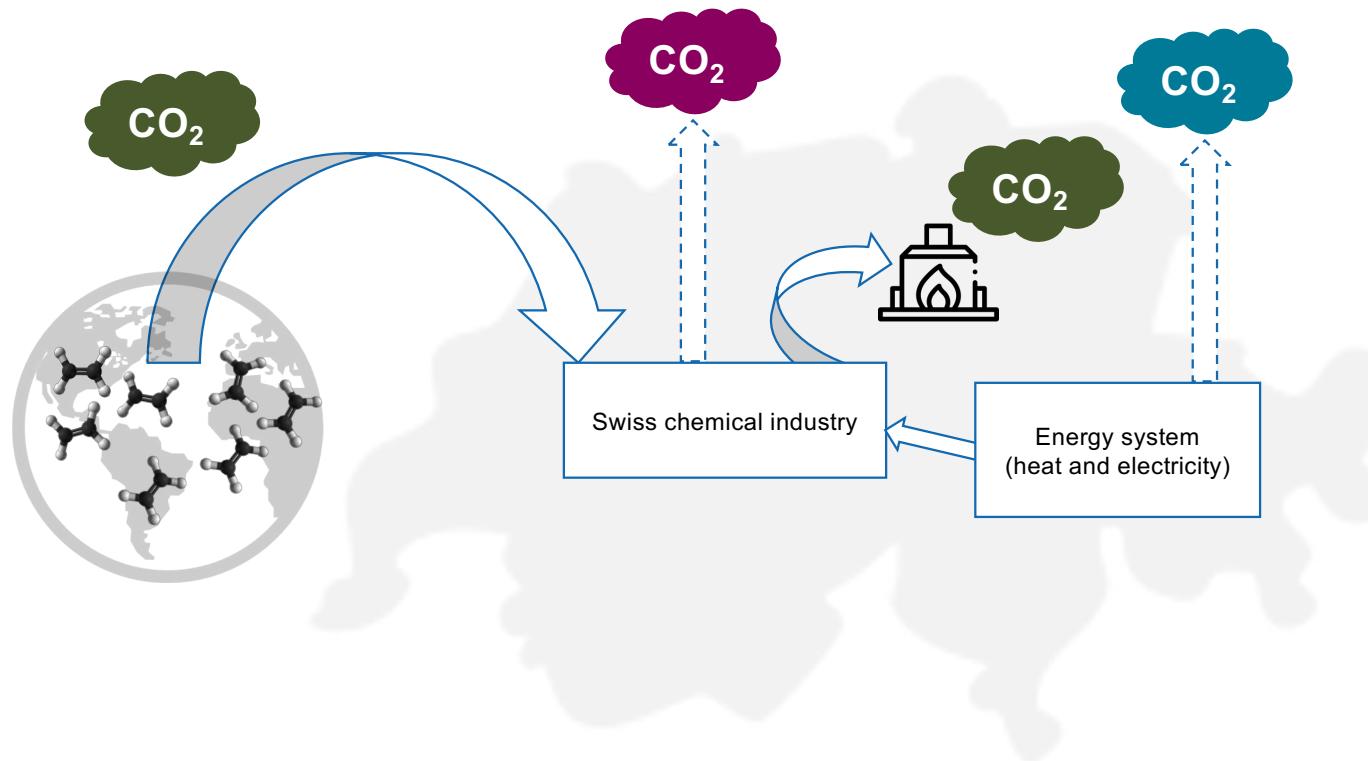 CO₂
CO₂
CO₂
CO₂
Swiss chemical industry
Energy system
(heat and electricity)